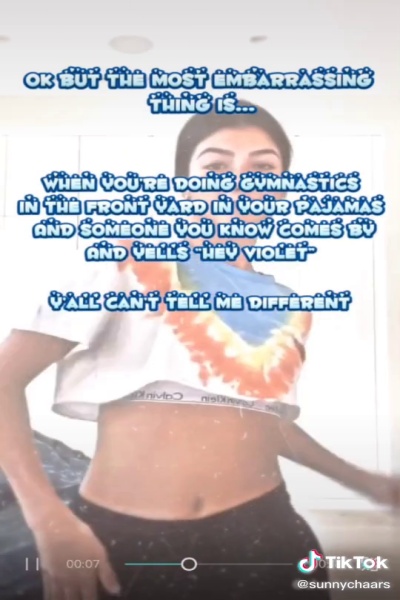 OK BUT THE MOST EMBARRASSING
THING IS...
WHEN YOU'RE DOING GYMNASTICS
IN THE FRONT YARD IN YOUR PAJAMAS
AND SOMEONE YOU KNOW COMES BY
AND YELLS "HEY VIOLET"
Y'ALL CAN'T TELL ME DIFFERENT
Calvin Klein
00:07
TikTok
@sunnychaars